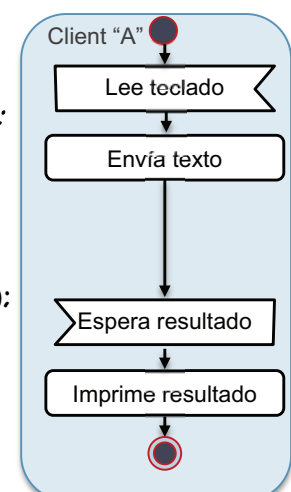 Client “A”
Lee teclado
:
Envía texto
);
Espera resultado
Imprime resultado